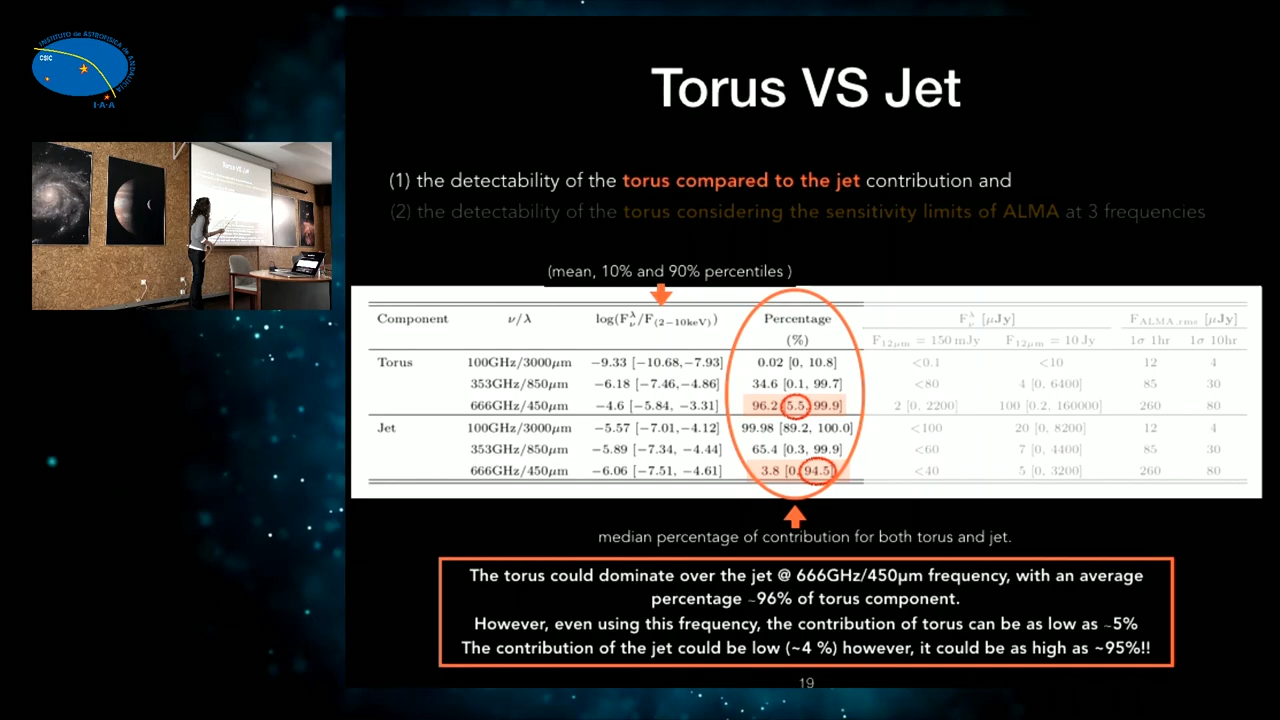 INSTITUTO de ASTROFISICA de ANDALUCIA
CSIC
I·A·A
Torus VS Jet
Torus VS Jet
(1) the detectability of the torus compared to the jet contribution and
(2) the detectability of the torus considering the sensitivity limits of ALMA at 3 frequencies
(mean, 10% and 90% percentiles )
Component ν/λ log(F_ν^λ/F_(2−10keV)) Percentage F_ν^λ [μJy] F_ALMA,rms [μJy]
(%) F_12μm = 150 mJy F_12μm = 10 Jy 1σ 1hr 1σ 10hr
Torus 100GHz/3000μm −9.33 [−10.68,−7.93] 0.02 [0, 10.8] <0.1 <10 12 4
353GHz/850μm −6.18 [−7.46,−4.86] 34.6 [0.1, 99.7] <80 4 [0, 6400] 85 30
666GHz/450μm −4.6 [−5.84, −3.31] 96.2 [5.5, 99.9] 2 [0, 2200] 100 [0.2, 160000] 260 80
Jet 100GHz/3000μm −5.57 [−7.01,−4.12] 99.98 [89.2, 100.0] <100 20 [0, 8200] 12 4
353GHz/850μm −5.89 [−7.34, −4.44] 65.4 [0.3, 99.9] <60 7 [0, 4400] 85 30
666GHz/450μm −6.06 [−7.51, −4.61] 3.8 [0, 94.5] <40 5 [0, 3200] 260 80
median percentage of contribution for both torus and jet.
The torus could dominate over the jet @ 666GHz/450μm frequency, with an average
percentage ~96% of torus component.
However, even using this frequency, the contribution of torus can be as low as ~5%
The contribution of the jet could be low (~4 %) however, it could be as high as ~95%!!
19